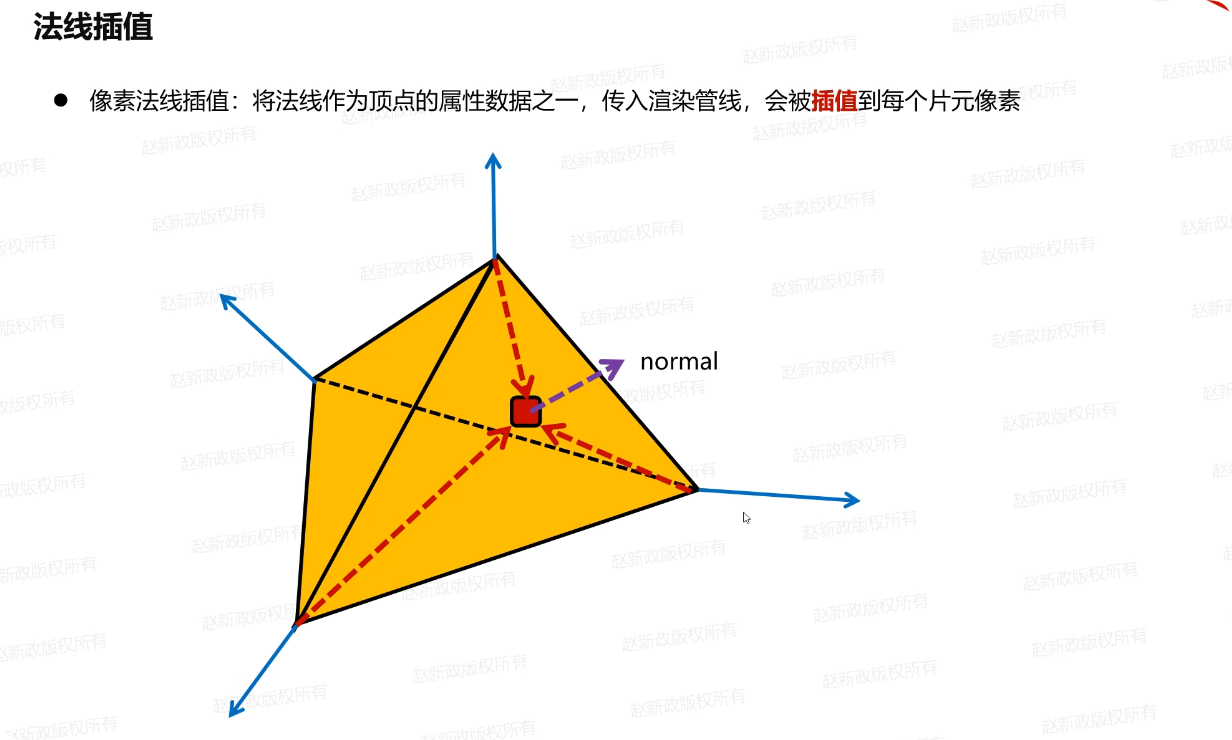 法线插值
● 像素法线插值：将法线作为顶点的属性数据之一，传入渲染管线，会被插值到每个片元像素
normal
赵新政版权所有